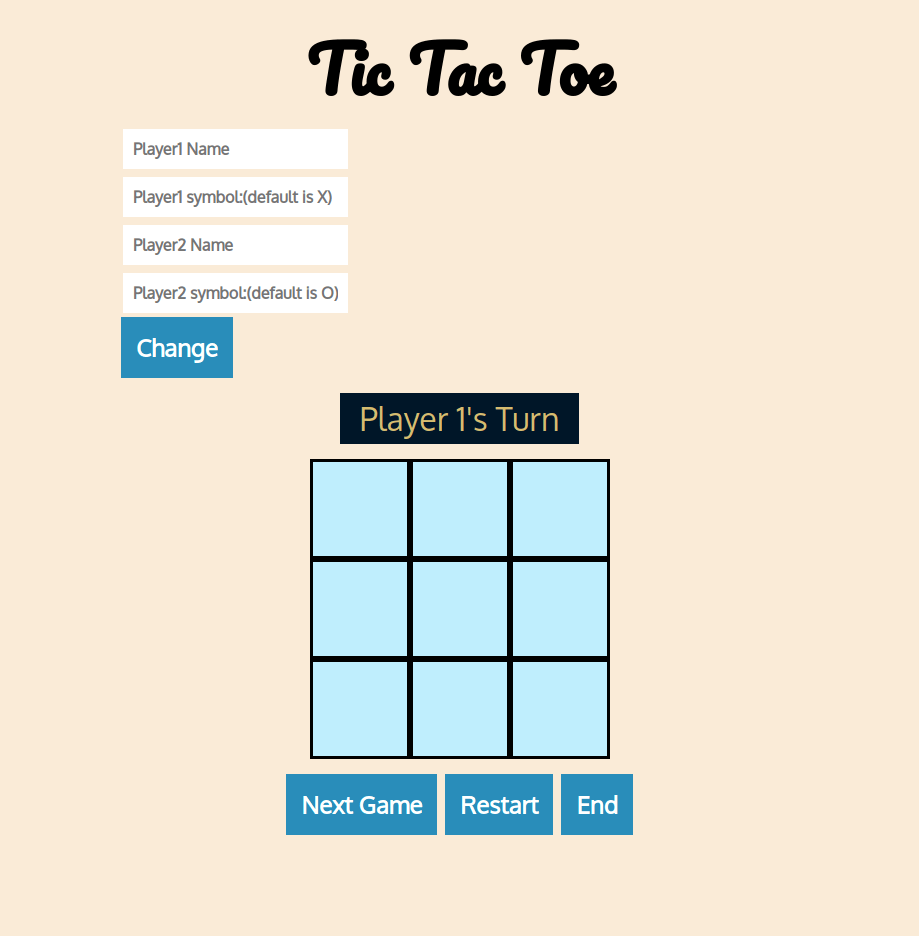 Tic Tac Toe
Player1 Name
Player1 symbol:(default is X)
Player2 Name
Player2 symbol:(default is O)
Change
Player 1's Turn
Next Game Restart End